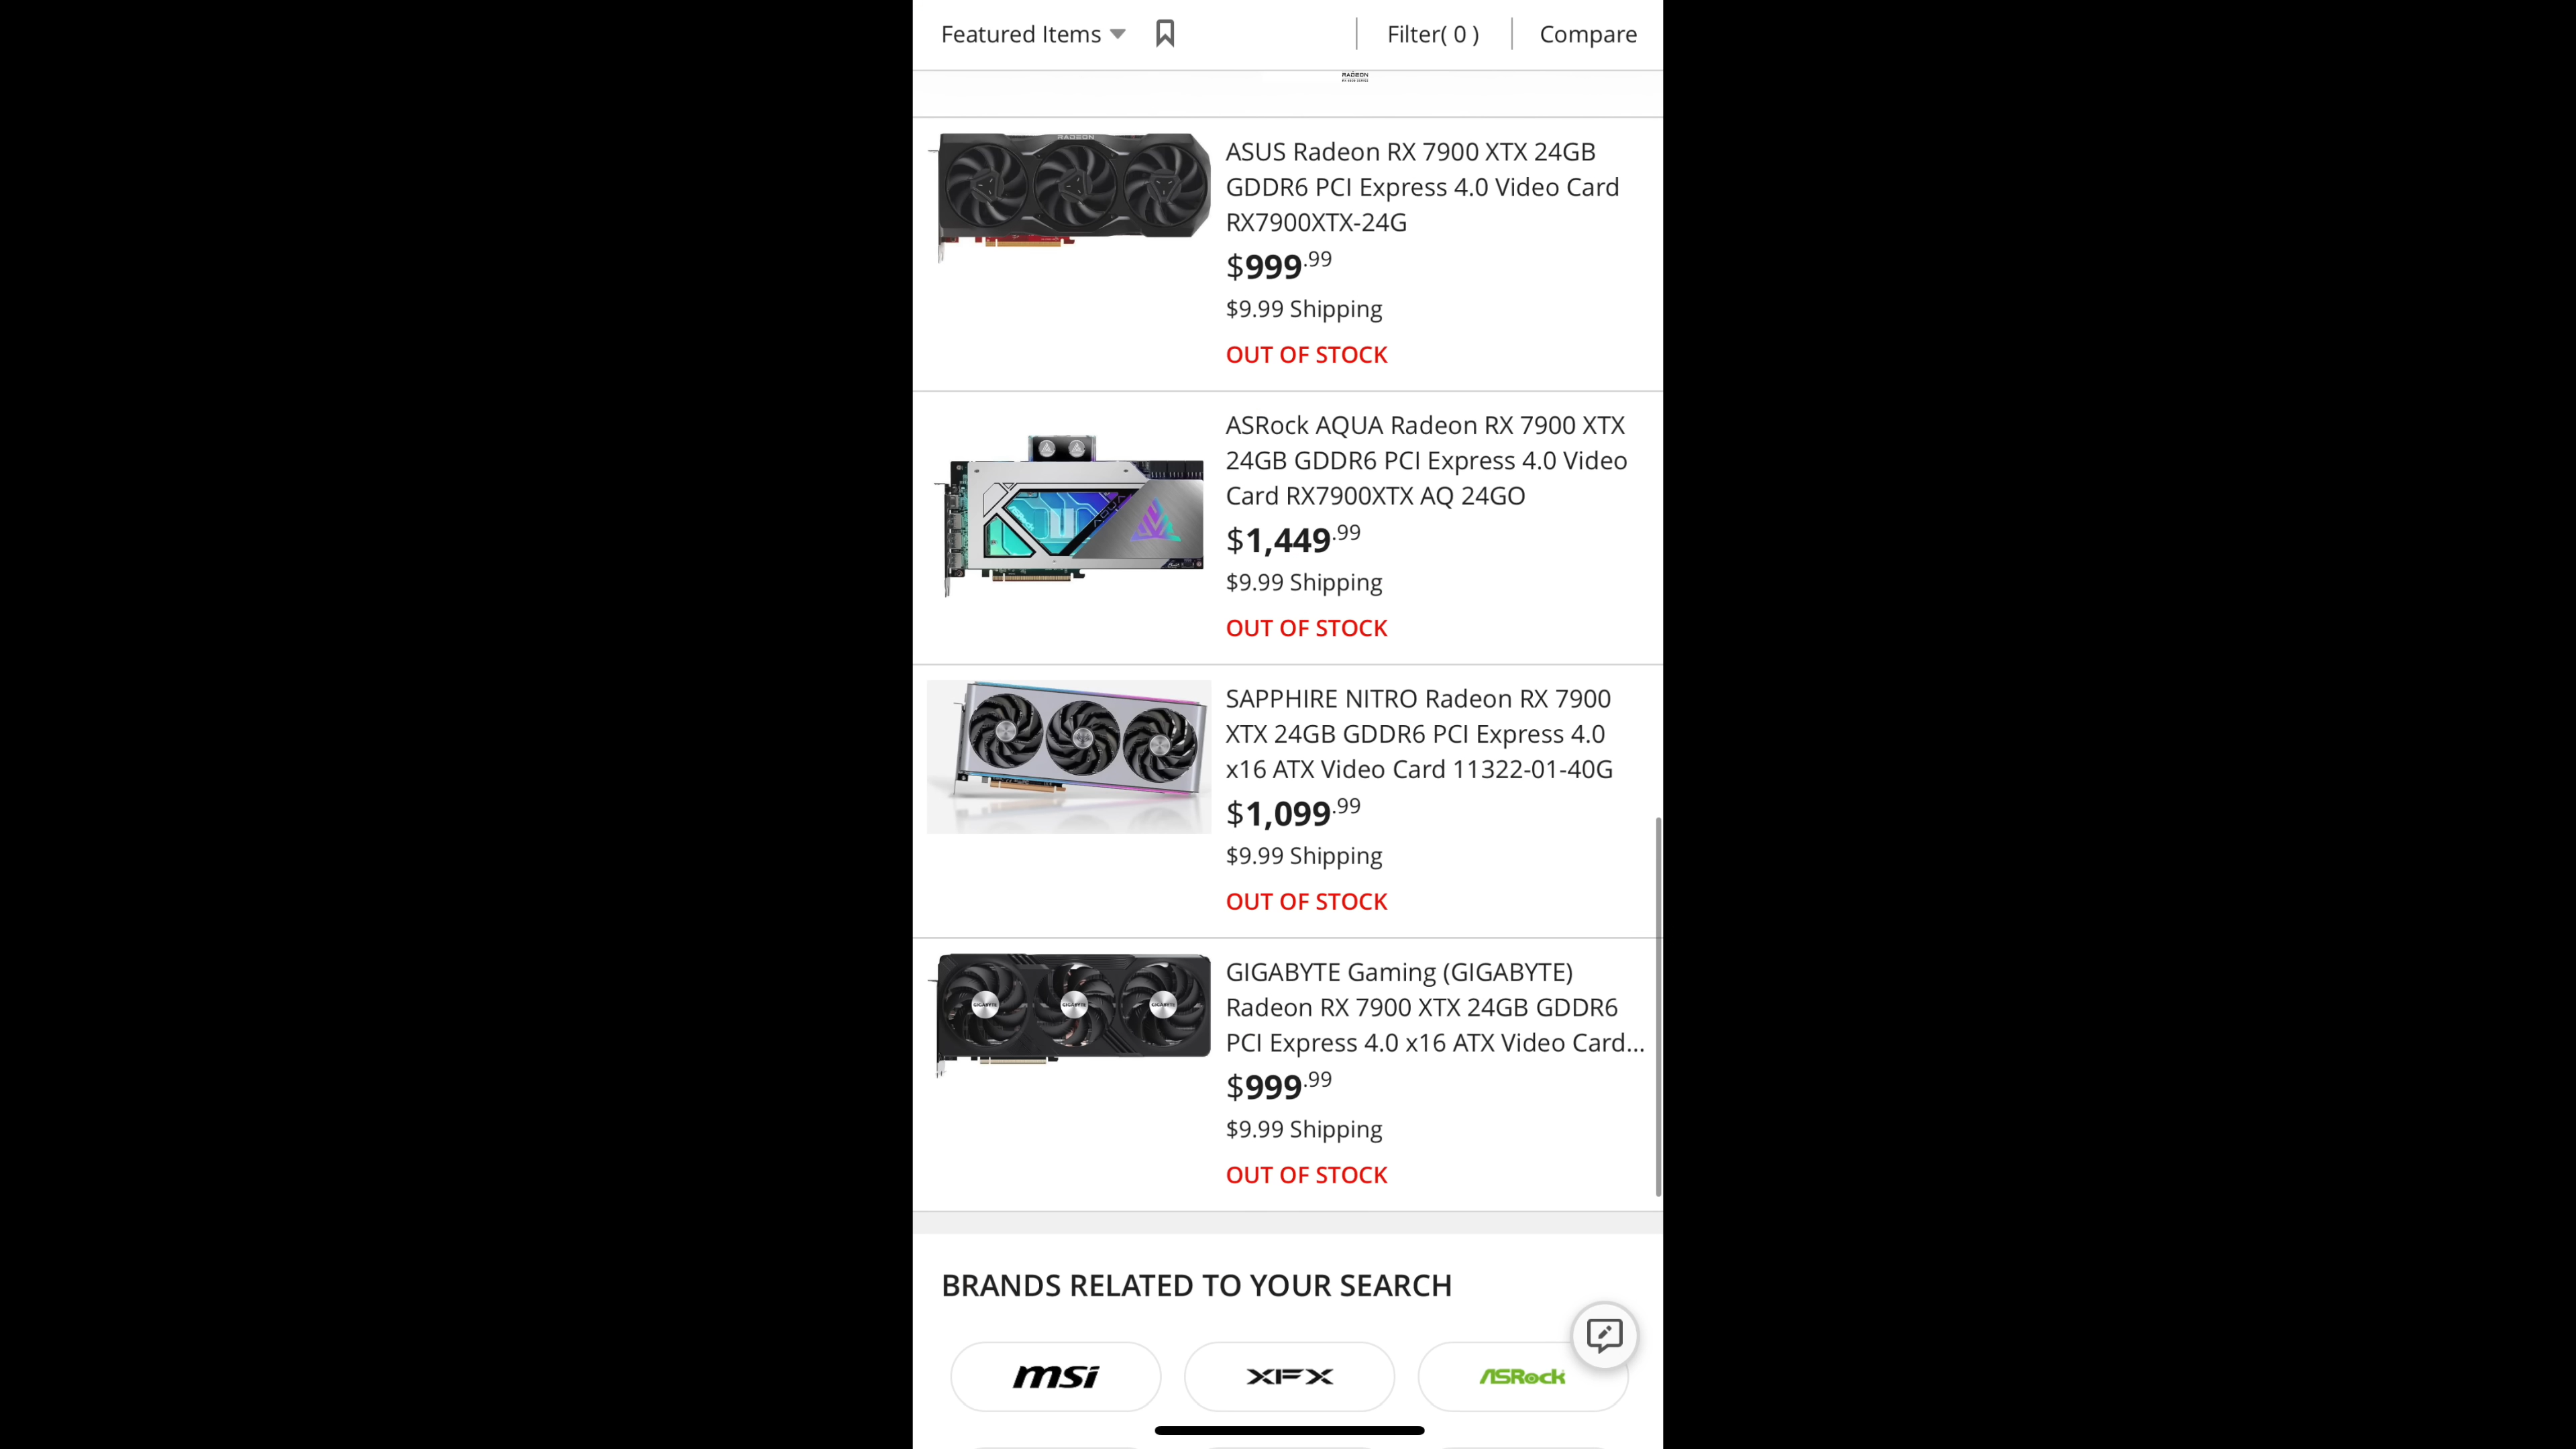 Featured Items
Filter( 0 )
Compare
RADEON
RADEON
ASUS Radeon RX 7900 XTX 24GB
GDDR6 PCI Express 4.0 Video Card
RX7900XTX-24G
$999.99
$9.99 Shipping
OUT OF STOCK
AQUA
ASRock AQUA Radeon RX 7900 XTX
24GB GDDR6 PCI Express 4.0 Video
Card RX7900XTX AQ 24GO
$1,449.99
$9.99 Shipping
OUT OF STOCK
SAPPHIRE NITRO Radeon RX 7900
XTX 24GB GDDR6 PCI Express 4.0
x16 ATX Video Card 11322-01-40G
$1,099.99
$9.99 Shipping
OUT OF STOCK
GIGABYTE
GIGABYTE
GIGABYTE
GIGABYTE Gaming (GIGABYTE)
Radeon RX 7900 XTX 24GB GDDR6
PCI Express 4.0 x16 ATX Video Card...
$999.99
$9.99 Shipping
OUT OF STOCK
BRANDS RELATED TO YOUR SEARCH
msi
XFX
ASRock